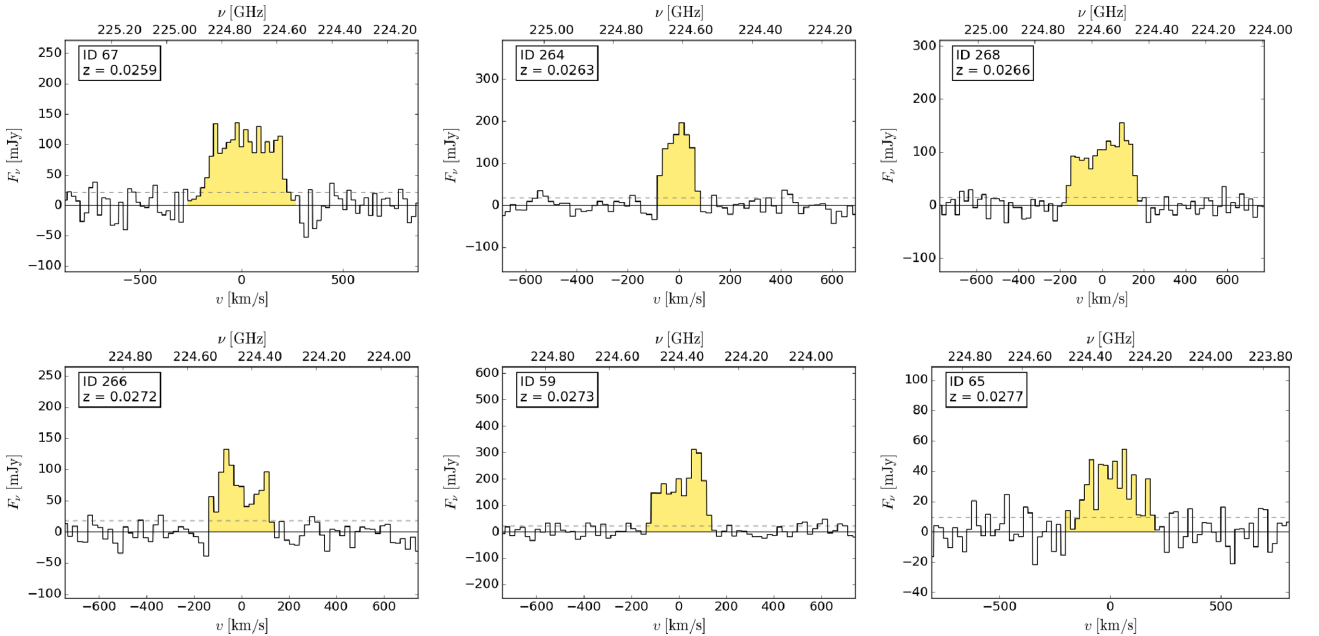 ν [GHz]
225.20 225.00 224.80 224.60 224.40 224.20
ID 67
z = 0.0259
250
200
150
100
50
0
−50
−100
F_ν [mJy]
−500 0 500
v [km/s]
ν [GHz]
225.00 224.80 224.60 224.40 224.20
ID 264
z = 0.0263
300
200
100
0
−100
F_ν [mJy]
−600 −400 −200 0 200 400 600
v [km/s]
ν [GHz]
225.00 224.80 224.60 224.40 224.20 224.00
ID 268
z = 0.0266
300
200
100
0
−100
F_ν [mJy]
−600 −400 −200 0 200 400 600
v [km/s]
ν [GHz]
224.80 224.60 224.40 224.20 224.00
ID 266
z = 0.0272
250
200
150
100
50
0
−50
−100
F_ν [mJy]
−600 −400 −200 0 200 400 600
v [km/s]
ν [GHz]
224.80 224.60 224.40 224.20 224.00
ID 59
z = 0.0273
600
500
400
300
200
100
0
−100
−200
F_ν [mJy]
−600 −400 −200 0 200 400 600
v [km/s]
ν [GHz]
224.80 224.60 224.40 224.20 224.00 223.80
ID 65
z = 0.0277
100
80
60
40
20
0
−20
−40
F_ν [mJy]
−500 0 500
v [km/s]